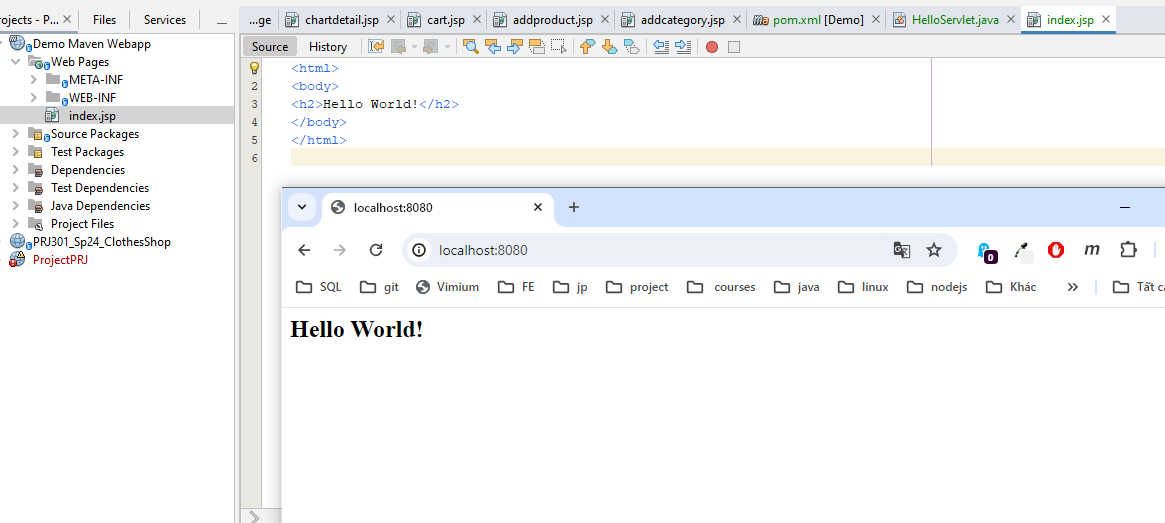 rojects - P... × Files Services
...ge chartdetail.jsp × cart.jsp × addproduct.jsp × addcategory.jsp × pom.xml [Demo] × HelloServlet.java × index.jsp ×
Source History
Demo Maven Webapp
Web Pages
META-INF
WEB-INF
index.jsp
Source Packages
Test Packages
Dependencies
Test Dependencies
Java Dependencies
Project Files
PRJ301_Sp24_ClothesShop
ProjectPRJ
<html>
2 <body>
3 <h2>Hello World!</h2>
4 </body>
5 </html>
6
localhost:8080
localhost:8080
0 m
SQL git Vimium FE jp project courses java linux nodejs Khác » Tất cả
Hello World!